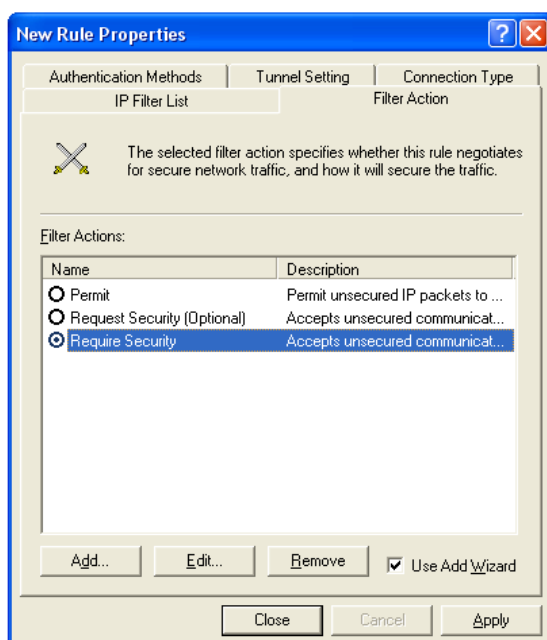 New Rule Properties
Authentication Methods Tunnel Setting Connection Type
IP Filter List Filter Action
The selected filter action specifies whether this rule negotiates
for secure network traffic, and how it will secure the traffic.
Filter Actions:
Name Description
Permit Permit unsecured IP packets to ...
Request Security (Optional) Accepts unsecured communicat...
Require Security Accepts unsecured communicat...
Add... Edit... Remove Use Add Wizard
Close Cancel Apply